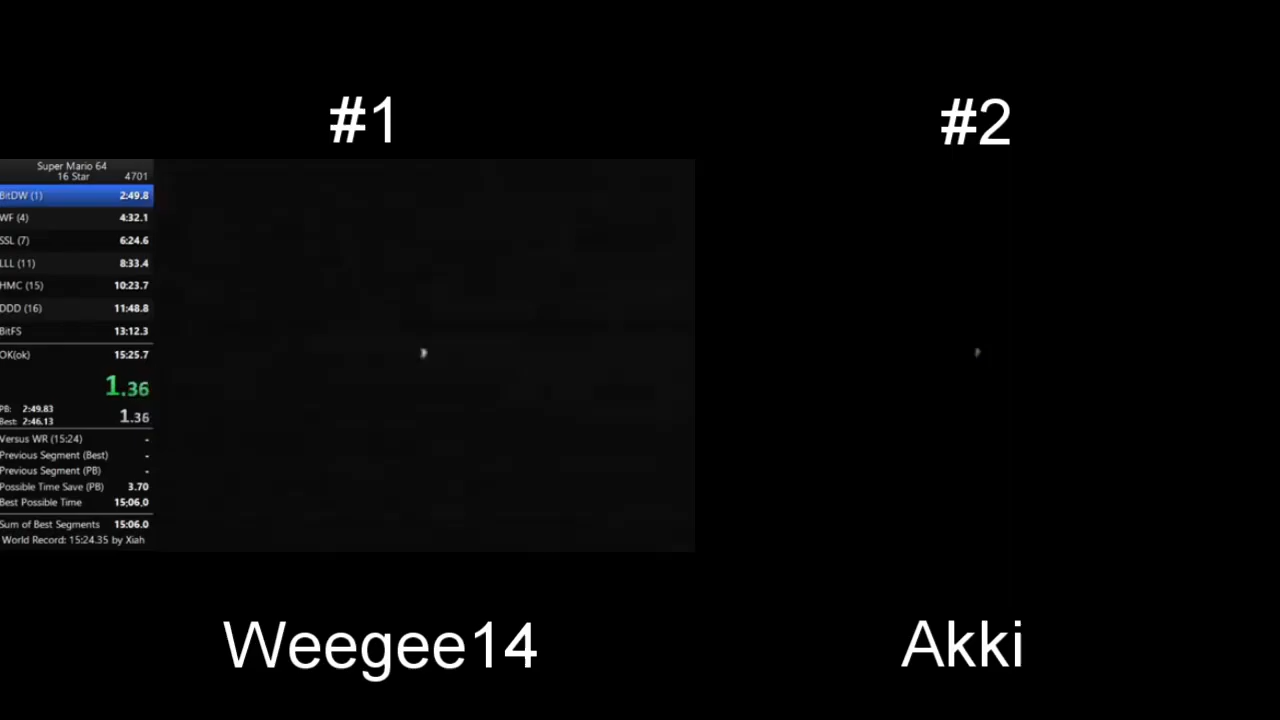 #1
#2
Super Mario 64
16 Star 4701
BitDW (1) 2:49.8
WF (4) 4:32.1
SSL (7) 6:24.6
LLL (11) 8:33.4
HMC (15) 10:23.7
DDD (16) 11:48.8
BitFS 13:12.3
OK(ok) 15:25.7
1.36
PB: 2:49.83
Best: 2:46.13
1.36
Versus WR (15:24) -
Previous Segment (Best) -
Previous Segment (PB) -
Possible Time Save (PB) 3.70
Best Possible Time 15:06.0
Sum of Best Segments 15:06.0
World Record: 15:24.35 by Xiah
Weegee14
Akki